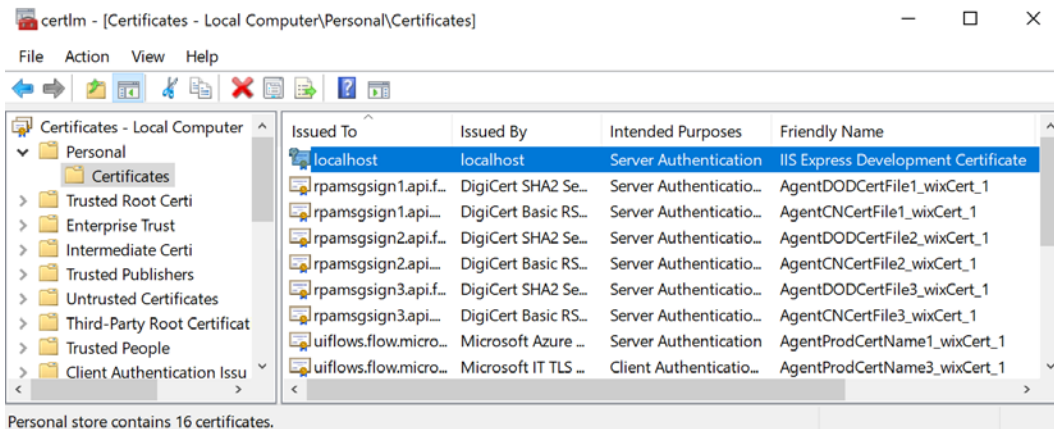 certlm - [Certificates - Local Computer\Personal\Certificates]
File Action View Help
Certificates - Local Computer
Personal
Certificates
Trusted Root Certi
Enterprise Trust
Intermediate Certi
Trusted Publishers
Untrusted Certificates
Third-Party Root Certificat
Trusted People
Client Authentication Issu
Issued To Issued By Intended Purposes Friendly Name
localhost localhost Server Authentication IIS Express Development Certificate
rpamsgsign1.api.f... DigiCert SHA2 Se... Server Authenticatio... AgentDODCertFile1_wixCert_1
rpamsgsign1.api.... DigiCert Basic RS... Server Authenticatio... AgentCNCertFile1_wixCert_1
rpamsgsign2.api.f... DigiCert SHA2 Se... Server Authenticatio... AgentDODCertFile2_wixCert_1
rpamsgsign2.api.... DigiCert Basic RS... Server Authenticatio... AgentCNCertFile2_wixCert_1
rpamsgsign3.api.f... DigiCert SHA2 Se... Server Authenticatio... AgentDODCertFile3_wixCert_1
rpamsgsign3.api.... DigiCert Basic RS... Server Authenticatio... AgentCNCertFile3_wixCert_1
uiflows.flow.micro... Microsoft Azure ... Server Authentication AgentProdCertName1_wixCert_1
uiflows.flow.micro... Microsoft IT TLS ... Client Authenticatio... AgentProdCertName3_wixCert_1
Personal store contains 16 certificates.